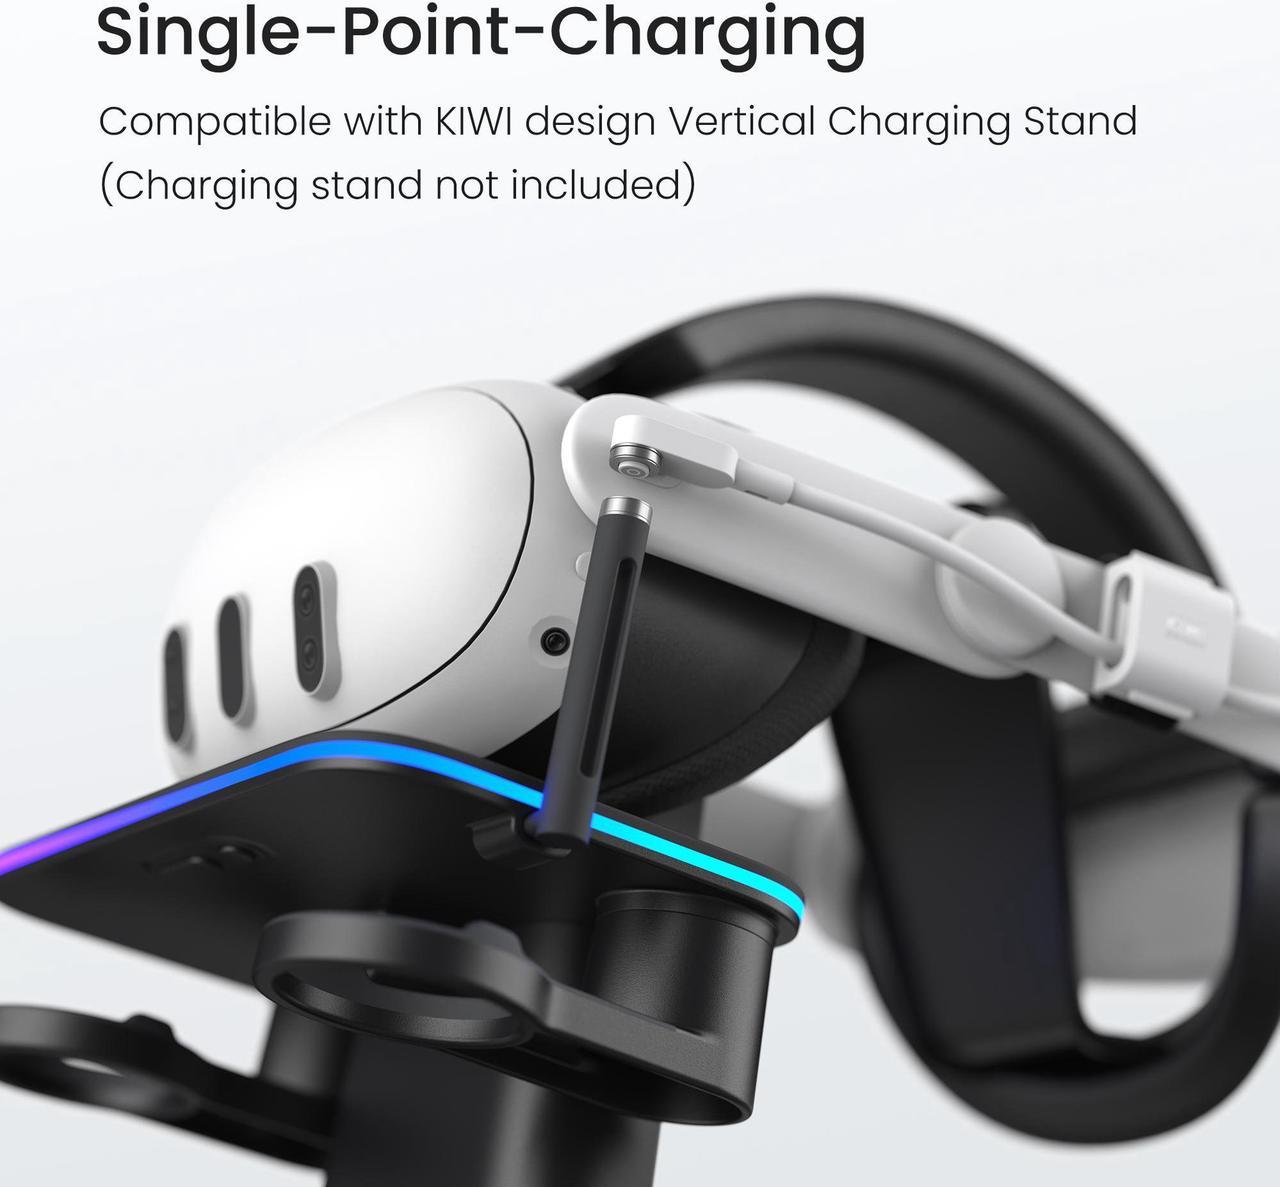 Single-Point-Charging
Compatible with KIWI design Vertical Charging Stand
(Charging stand not included)